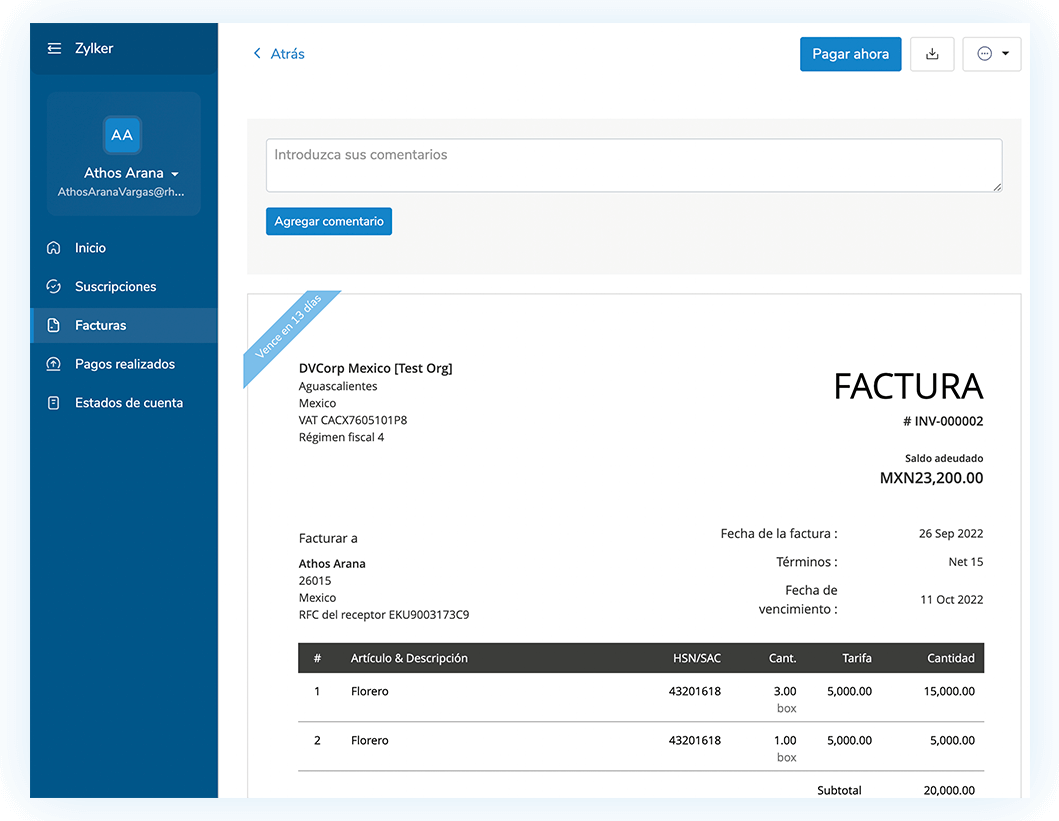 Zylker
AA
Athos Arana
AthosAranaVargas@rh...
Inicio
Suscripciones
Facturas
Pagos realizados
Estados de cuenta
Atrás
Pagar ahora
Introduzca sus comentarios
Agregar comentario
Vence en 13 días
DVCorp Mexico [Test Org]
Aguascalientes
Mexico
VAT CACX7605101P8
Régimen fiscal 4
FACTURA
# INV-000002
Saldo adeudado
MXN23,200.00
Facturar a
Athos Arana
26015
Mexico
RFC del receptor EKU9003173C9
Fecha de la factura : 26 Sep 2022
Términos : Net 15
Fecha de
vencimiento : 11 Oct 2022
# Artículo & Descripción HSN/SAC Cant. Tarifa Cantidad
1 Florero 43201618 3.00 5,000.00 15,000.00
box
2 Florero 43201618 1.00 5,000.00 5,000.00
box
Subtotal 20,000.00